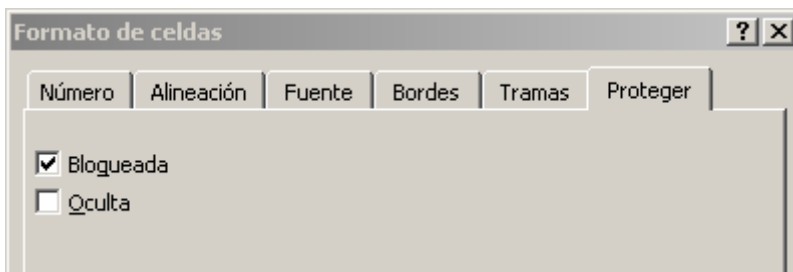 Formato de celdas
Número Alineación Fuente Bordes Tramas Proteger
Bloqueada
Oculta